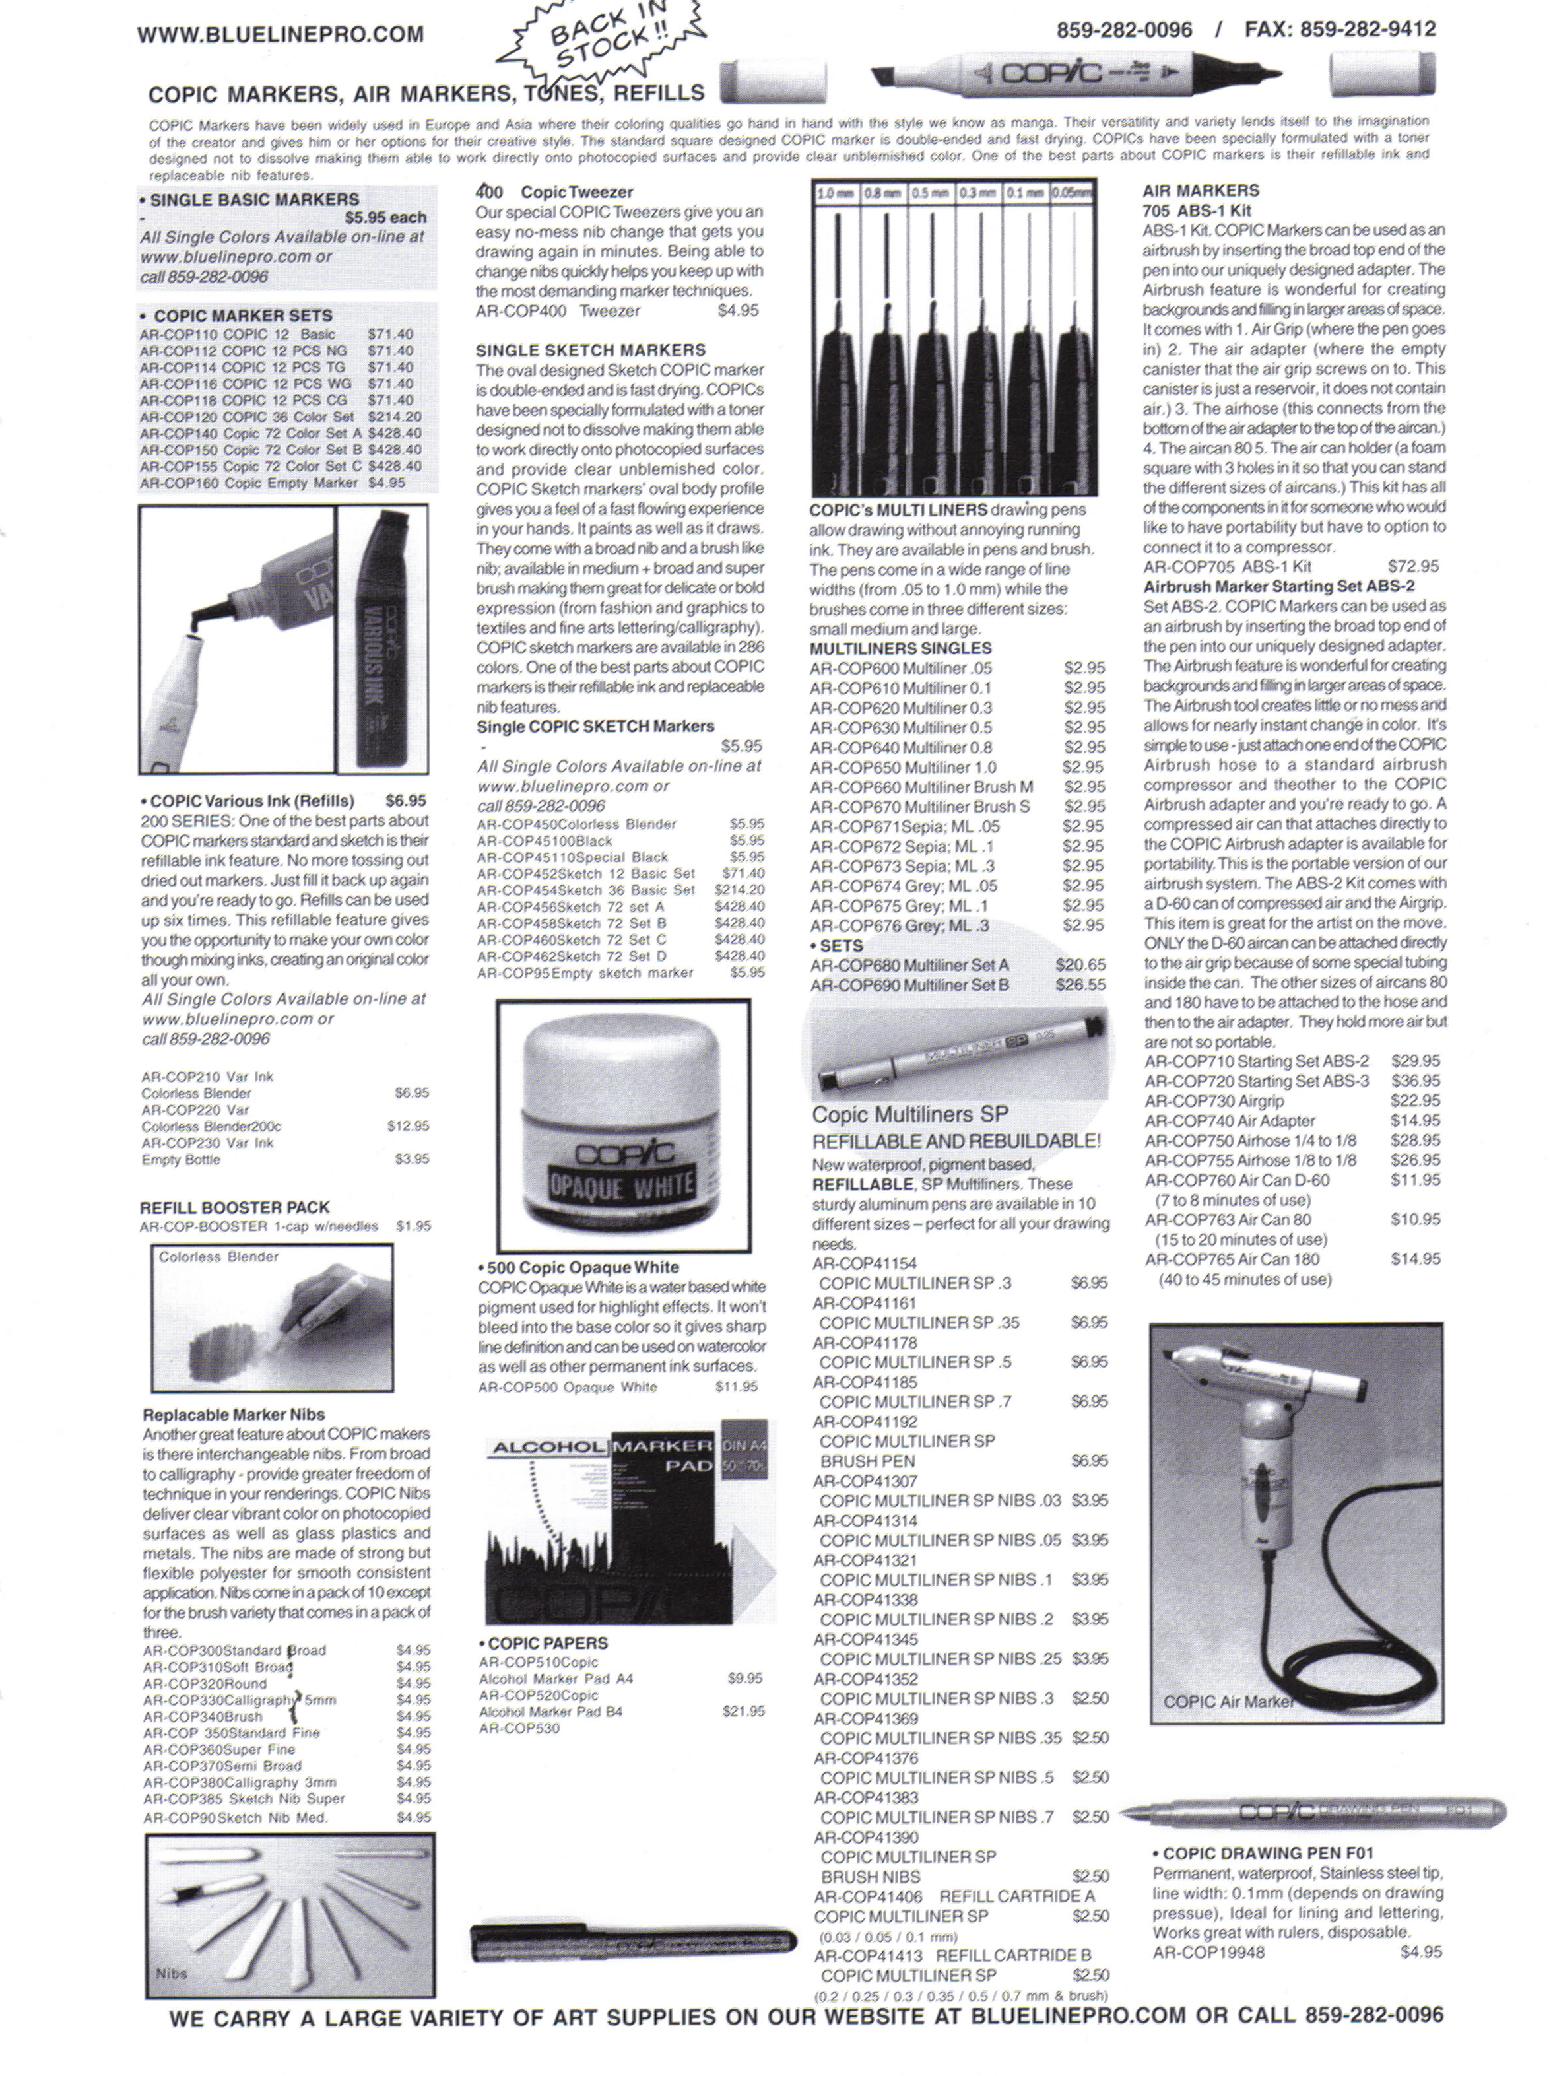 WWW.BLUELINEPRO.COM
BACK IN
STOCK!!
859-282-0096 / FAX: 859-282-9412
COPIC
COPIC MARKERS, AIR MARKERS, TONES, REFILLS
COPIC Markers have been widely used in Europe and Asia where their coloring qualities go hand in hand with the style we know as manga. Their versatility and variety lends itself to the imagination
of the creator and gives him or her options for their creative style. The standard square designed COPIC marker is double-ended and fast drying. COPICs have been specially formulated with a toner
designed not to dissolve making them able to work directly onto photocopied surfaces and provide clear unblemished color. One of the best parts about COPIC markers is their refillable ink and
replaceable nib features.
• SINGLE BASIC MARKERS
- $5.95 each
All Single Colors Available on-line at
www.bluelinepro.com or
call 859-282-0096
• COPIC MARKER SETS
AR-COP110 COPIC 12 Basic $71.40
AR-COP112 COPIC 12 PCS NG $71.40
AR-COP114 COPIC 12 PCS TG $71.40
AR-COP116 COPIC 12 PCS WG $71.40
AR-COP118 COPIC 12 PCS CG $71.40
AR-COP120 COPIC 36 Color Set $214.20
AR-COP140 Copic 72 Color Set A $428.40
AR-COP150 Copic 72 Color Set B $428.40
AR-COP155 Copic 72 Color Set C $428.40
AR-COP160 Copic Empty Marker $4.95
COPIC
VARIOUS INK
• COPIC Various Ink (Refills) $6.95
200 SERIES: One of the best parts about
COPIC markers standard and sketch is their
refillable ink feature. No more tossing out
dried out markers. Just fill it back up again
and you're ready to go. Refills can be used
up six times. This refillable feature gives
you the opportunity to make your own color
though mixing inks, creating an original color
all your own.
All Single Colors Available on-line at
www.bluelinepro.com or
call 859-282-0096
AR-COP210 Var Ink
Colorless Blender $6.95
AR-COP220 Var
Colorless Blender200c $12.95
AR-COP230 Var Ink
Empty Bottle $3.95
REFILL BOOSTER PACK
AR-COP-BOOSTER 1-cap w/needles $1.95
Colorless Blender
Replacable Marker Nibs
Another great feature about COPIC makers
is there interchangeable nibs. From broad
to calligraphy - provide greater freedom of
technique in your renderings. COPIC Nibs
deliver clear vibrant color on photocopied
surfaces as well as glass plastics and
metals. The nibs are made of strong but
flexible polyester for smooth consistent
application. Nibs come in a pack of 10 except
for the brush variety that comes in a pack of
three.
AR-COP300Standard Broad $4.95
AR-COP310Soft Broad $4.95
AR-COP320Round $4.95
AR-COP330Calligraphy 5mm $4.95
AR-COP340Brush $4.95
AR-COP 350Standard Fine $4.95
AR-COP360Super Fine $4.95
AR-COP370Semi Broad $4.95
AR-COP380Calligraphy 3mm $4.95
AR-COP385 Sketch Nib Super $4.95
AR-COP90Sketch Nib Med. $4.95
Nibs
400 Copic Tweezer
Our special COPIC Tweezers give you an
easy no-mess nib change that gets you
drawing again in minutes. Being able to
change nibs quickly helps you keep up with
the most demanding marker techniques.
AR-COP400 Tweezer $4.95
SINGLE SKETCH MARKERS
The oval designed Sketch COPIC marker
is double-ended and is fast drying. COPICs
have been specially formulated with a toner
designed not to dissolve making them able
to work directly onto photocopied surfaces
and provide clear unblemished color.
COPIC Sketch markers' oval body profile
gives you a feel of a fast flowing experience
in your hands. It paints as well as it draws.
They come with a broad nib and a brush like
nib; available in medium + broad and super
brush making them great for delicate or bold
expression (from fashion and graphics to
textiles and fine arts lettering/calligraphy).
COPIC sketch markers are available in 286
colors. One of the best parts about COPIC
markers is their refillable ink and replaceable
nib features.
Single COPIC SKETCH Markers
- $5.95
All Single Colors Available on-line at
www.bluelinepro.com or
call 859-282-0096
AR-COP450Colorless Blender $5.95
AR-COP45100Black $5.95
AR-COP45110Special Black $5.95
AR-COP452Sketch 12 Basic Set $71.40
AR-COP454Sketch 36 Basic Set $214.20
AR-COP456Sketch 72 set A $428.40
AR-COP458Sketch 72 Set B $428.40
AR-COP460Sketch 72 Set C $428.40
AR-COP462Sketch 72 Set D $428.40
AR-COP95Empty sketch marker $5.95
COPIC
OPAQUE WHITE
• 500 Copic Opaque White
COPIC Opaque White is a water based white
pigment used for highlight effects. It won't
bleed into the base color so it gives sharp
line definition and can be used on watercolor
as well as other permanent ink surfaces.
AR-COP500 Opaque White $11.95
ALCOHOL MARKER
PAD
DIN A4
COPIC
• COPIC PAPERS
AR-COP510Copic
Alcohol Marker Pad A4 $9.95
AR-COP520Copic
Alcohol Marker Pad B4 $21.95
AR-COP530
1.0 mm 0.8 mm 0.5 mm 0.3 mm 0.1 mm 0.05mm
COPIC's MULTI LINERS drawing pens
allow drawing without annoying running
ink. They are available in pens and brush.
The pens come in a wide range of line
widths (from .05 to 1.0 mm) while the
brushes come in three different sizes:
small medium and large.
MULTILINERS SINGLES
AR-COP600 Multiliner .05 $2.95
AR-COP610 Multiliner 0.1 $2.95
AR-COP620 Multiliner 0.3 $2.95
AR-COP630 Multiliner 0.5 $2.95
AR-COP640 Multiliner 0.8 $2.95
AR-COP650 Multiliner 1.0 $2.95
AR-COP660 Multiliner Brush M $2.95
AR-COP670 Multiliner Brush S $2.95
AR-COP671Sepia; ML .05 $2.95
AR-COP672 Sepia; ML .1 $2.95
AR-COP673 Sepia; ML .3 $2.95
AR-COP674 Grey; ML .05 $2.95
AR-COP675 Grey; ML .1 $2.95
AR-COP676 Grey; ML .3 $2.95
• SETS
AR-COP680 Multiliner Set A $20.65
AR-COP690 Multiliner Set B $26.55
MULTILINER SP 0.25
Copic Multiliners SP
REFILLABLE AND REBUILDABLE!
New waterproof, pigment based,
REFILLABLE, SP Multiliners. These
sturdy aluminum pens are available in 10
different sizes – perfect for all your drawing
needs.
AR-COP41154
COPIC MULTILINER SP .3 $6.95
AR-COP41161
COPIC MULTILINER SP .35 $6.95
AR-COP41178
COPIC MULTILINER SP .5 $6.95
AR-COP41185
COPIC MULTILINER SP .7 $6.95
AR-COP41192
COPIC MULTILINER SP
BRUSH PEN $6.95
AR-COP41307
COPIC MULTILINER SP NIBS .03 $3.95
AR-COP41314
COPIC MULTILINER SP NIBS .05 $3.95
AR-COP41321
COPIC MULTILINER SP NIBS .1 $3.95
AR-COP41338
COPIC MULTILINER SP NIBS .2 $3.95
AR-COP41345
COPIC MULTILINER SP NIBS .25 $3.95
AR-COP41352
COPIC MULTILINER SP NIBS .3 $2.50
AR-COP41369
COPIC MULTILINER SP NIBS .35 $2.50
AR-COP41376
COPIC MULTILINER SP NIBS .5 $2.50
AR-COP41383
COPIC MULTILINER SP NIBS .7 $2.50
AR-COP41390
COPIC MULTILINER SP
BRUSH NIBS $2.50
AR-COP41406 REFILL CARTRIDE A
COPIC MULTILINER SP $2.50
(0.03 / 0.05 / 0.1 mm)
AR-COP41413 REFILL CARTRIDE B
COPIC MULTILINER SP $2.50
(0.2 / 0.25 / 0.3 / 0.35 / 0.5 / 0.7 mm & brush)
AIR MARKERS
705 ABS-1 Kit
ABS-1 Kit. COPIC Markers can be used as an
airbrush by inserting the broad top end of the
pen into our uniquely designed adapter. The
Airbrush feature is wonderful for creating
backgrounds and filling in larger areas of space.
It comes with 1. Air Grip (where the pen goes
in) 2. The air adapter (where the empty
canister that the air grip screws on to. This
canister is just a reservoir, it does not contain
air.) 3. The airhose (this connects from the
bottom of the air adapter to the top of the aircan.)
4. The aircan 80 5. The air can holder (a foam
square with 3 holes in it so that you can stand
the different sizes of aircans.) This kit has all
of the components in it for someone who would
like to have portability but have to option to
connect it to a compressor.
AR-COP705 ABS-1 Kit $72.95
Airbrush Marker Starting Set ABS-2
Set ABS-2. COPIC Markers can be used as
an airbrush by inserting the broad top end of
the pen into our uniquely designed adapter.
The Airbrush feature is wonderful for creating
backgrounds and filling in larger areas of space.
The Airbrush tool creates little or no mess and
allows for nearly instant change in color. It's
simple to use - just attach one end of the COPIC
Airbrush hose to a standard airbrush
compressor and theother to the COPIC
Airbrush adapter and you're ready to go. A
compressed air can that attaches directly to
the COPIC Airbrush adapter is available for
portability. This is the portable version of our
airbrush system. The ABS-2 Kit comes with
a D-60 can of compressed air and the Airgrip.
This item is great for the artist on the move.
ONLY the D-60 aircan can be attached directly
to the air grip because of some special tubing
inside the can. The other sizes of aircans 80
and 180 have to be attached to the hose and
then to the air adapter. They hold more air but
are not so portable.
AR-COP710 Starting Set ABS-2 $29.95
AR-COP720 Starting Set ABS-3 $36.95
AR-COP730 Airgrip $22.95
AR-COP740 Air Adapter $14.95
AR-COP750 Airhose 1/4 to 1/8 $28.95
AR-COP755 Airhose 1/8 to 1/8 $26.95
AR-COP760 Air Can D-60 $11.95
(7 to 8 minutes of use)
AR-COP763 Air Can 80 $10.95
(15 to 20 minutes of use)
AR-COP765 Air Can 180 $14.95
(40 to 45 minutes of use)
COPIC Air Marker
COPIC DRAWING PEN F01
• COPIC DRAWING PEN F01
Permanent, waterproof, Stainless steel tip,
line width: 0.1mm (depends on drawing
pressue), Ideal for lining and lettering,
Works great with rulers, disposable.
AR-COP19948 $4.95
WE CARRY A LARGE VARIETY OF ART SUPPLIES ON OUR WEBSITE AT BLUELINEPRO.COM OR CALL 859-282-0096